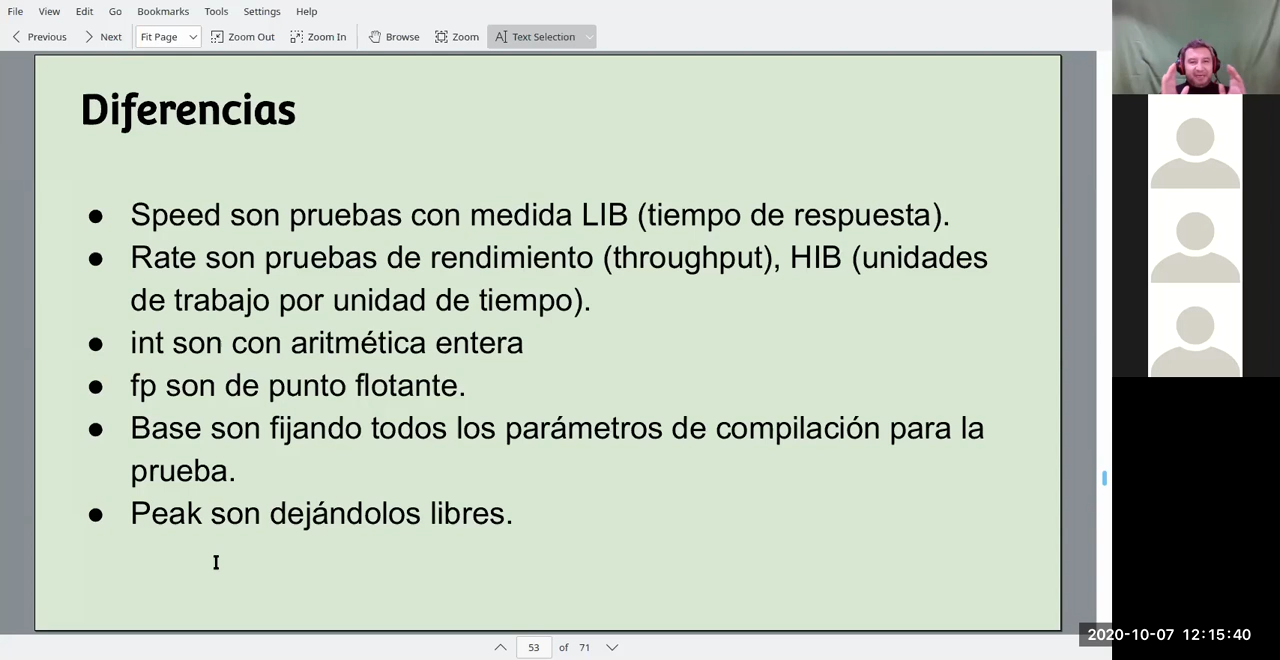 File View Edit Go Bookmarks Tools Settings Help
Previous Next Fit Page Zoom Out Zoom In Browse Zoom Text Selection
Diferencias
● Speed son pruebas con medida LIB (tiempo de respuesta).
● Rate son pruebas de rendimiento (throughput), HIB (unidades
de trabajo por unidad de tiempo).
● int son con aritmética entera
● fp son de punto flotante.
● Base son fijando todos los parámetros de compilación para la
prueba.
● Peak son dejándolos libres.
2020-10-07 12:15:40
53 of 71